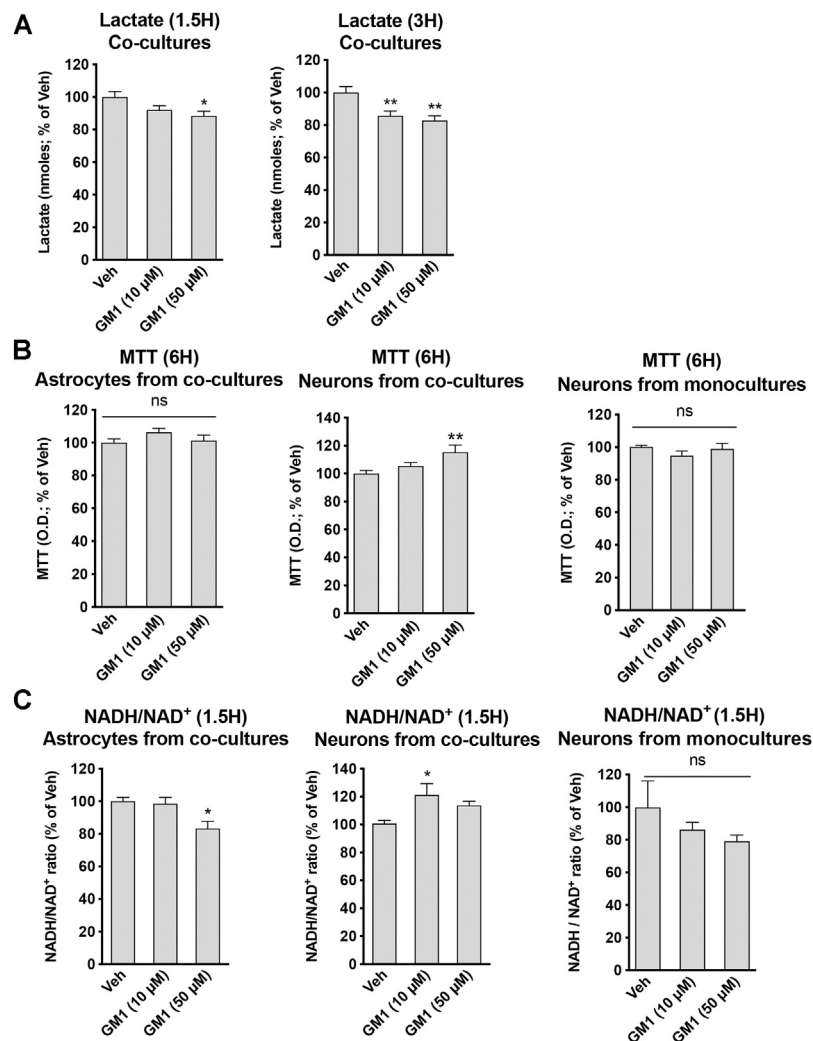 A
Lactate (1.5H)
Co-cultures
Lactate (nmoles; % of Veh)
120
100
80
60
40
20
0
*
Veh
GM1 (10 µM)
GM1 (50 µM)
Lactate (3H)
Co-cultures
Lactate (nmoles; % of Veh)
120
100
80
60
40
20
0
**
**
Veh
GM1 (10 µM)
GM1 (50 µM)
B
MTT (6H)
Astrocytes from co-cultures
MTT (O.D.; % of Veh)
120
100
80
60
40
20
0
ns
Veh
GM1 (10 µM)
GM1 (50 µM)
MTT (6H)
Neurons from co-cultures
MTT (O.D.; % of Veh)
140
120
100
80
60
40
20
0
**
Veh
GM1 (10 µM)
GM1 (50 µM)
MTT (6H)
Neurons from monocultures
MTT (O.D.; % of Veh)
120
100
80
60
40
20
0
ns
Veh
GM1 (10 µM)
GM1 (50 µM)
C
NADH/NAD⁺ (1.5H)
Astrocytes from co-cultures
NADH/NAD⁺ ratio (% of Veh)
120
100
80
60
40
20
0
*
Veh
GM1 (10 µM)
GM1 (50 µM)
NADH/NAD⁺ (1.5H)
Neurons from co-cultures
NADH/NAD⁺ ratio (% of Veh)
140
120
100
80
60
40
20
0
*
Veh
GM1 (10 µM)
GM1 (50 µM)
NADH/NAD⁺ (1.5H)
Neurons from monocultures
NADH / NAD⁺ ratio (% of Veh)
120
100
80
60
40
20
0
ns
Veh
GM1 (10 µM)
GM1 (50 µM)